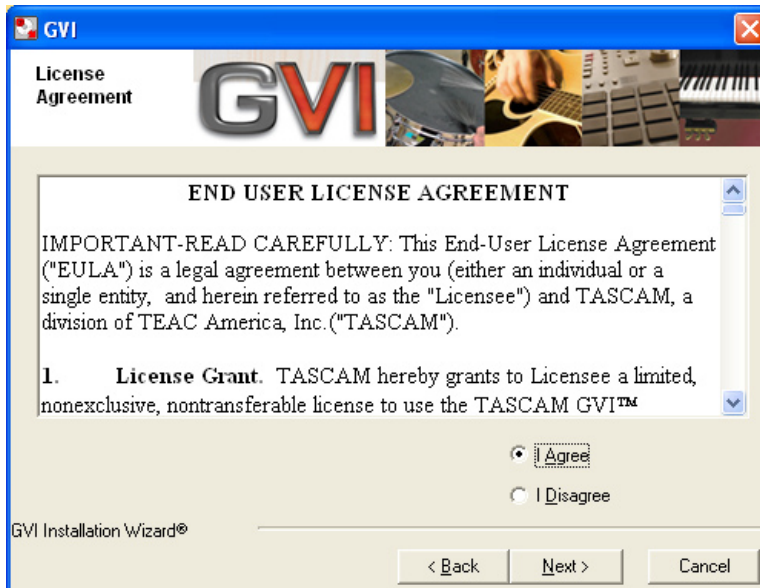 GVI
License
Agreement
GVI
END USER LICENSE AGREEMENT
IMPORTANT-READ CAREFULLY: This End-User License Agreement
("EULA") is a legal agreement between you (either an individual or a
single entity, and herein referred to as the "Licensee") and TASCAM, a
division of TEAC America, Inc.("TASCAM").
1. License Grant. TASCAM hereby grants to Licensee a limited,
nonexclusive, nontransferable license to use the TASCAM GVI™
I Agree
I Disagree
GVI Installation Wizard®
< Back Next > Cancel